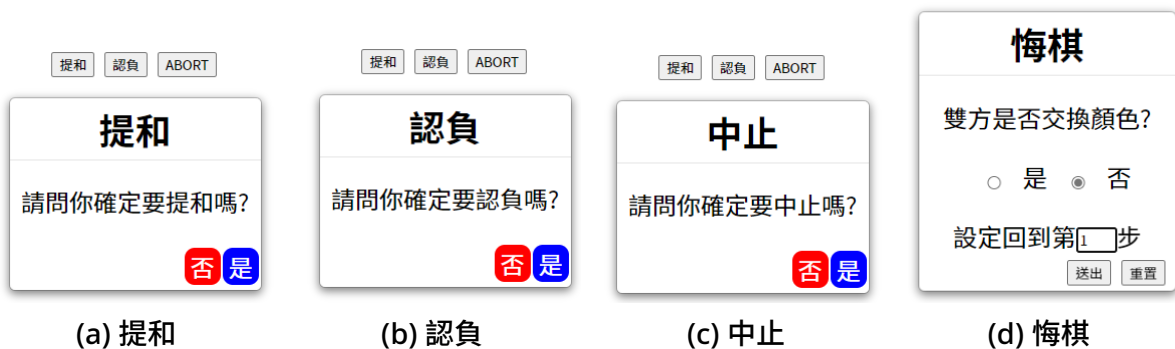 提和 認負 ABORT
提和
請問你確定要提和嗎?
否 是
(a) 提和
提和 認負 ABORT
認負
請問你確定要認負嗎?
否 是
(b) 認負
提和 認負 ABORT
中止
請問你確定要中止嗎?
否 是
(c) 中止
悔棋
雙方是否交換顏色?
是 否
設定回到第1步
送出 重置
(d) 悔棋